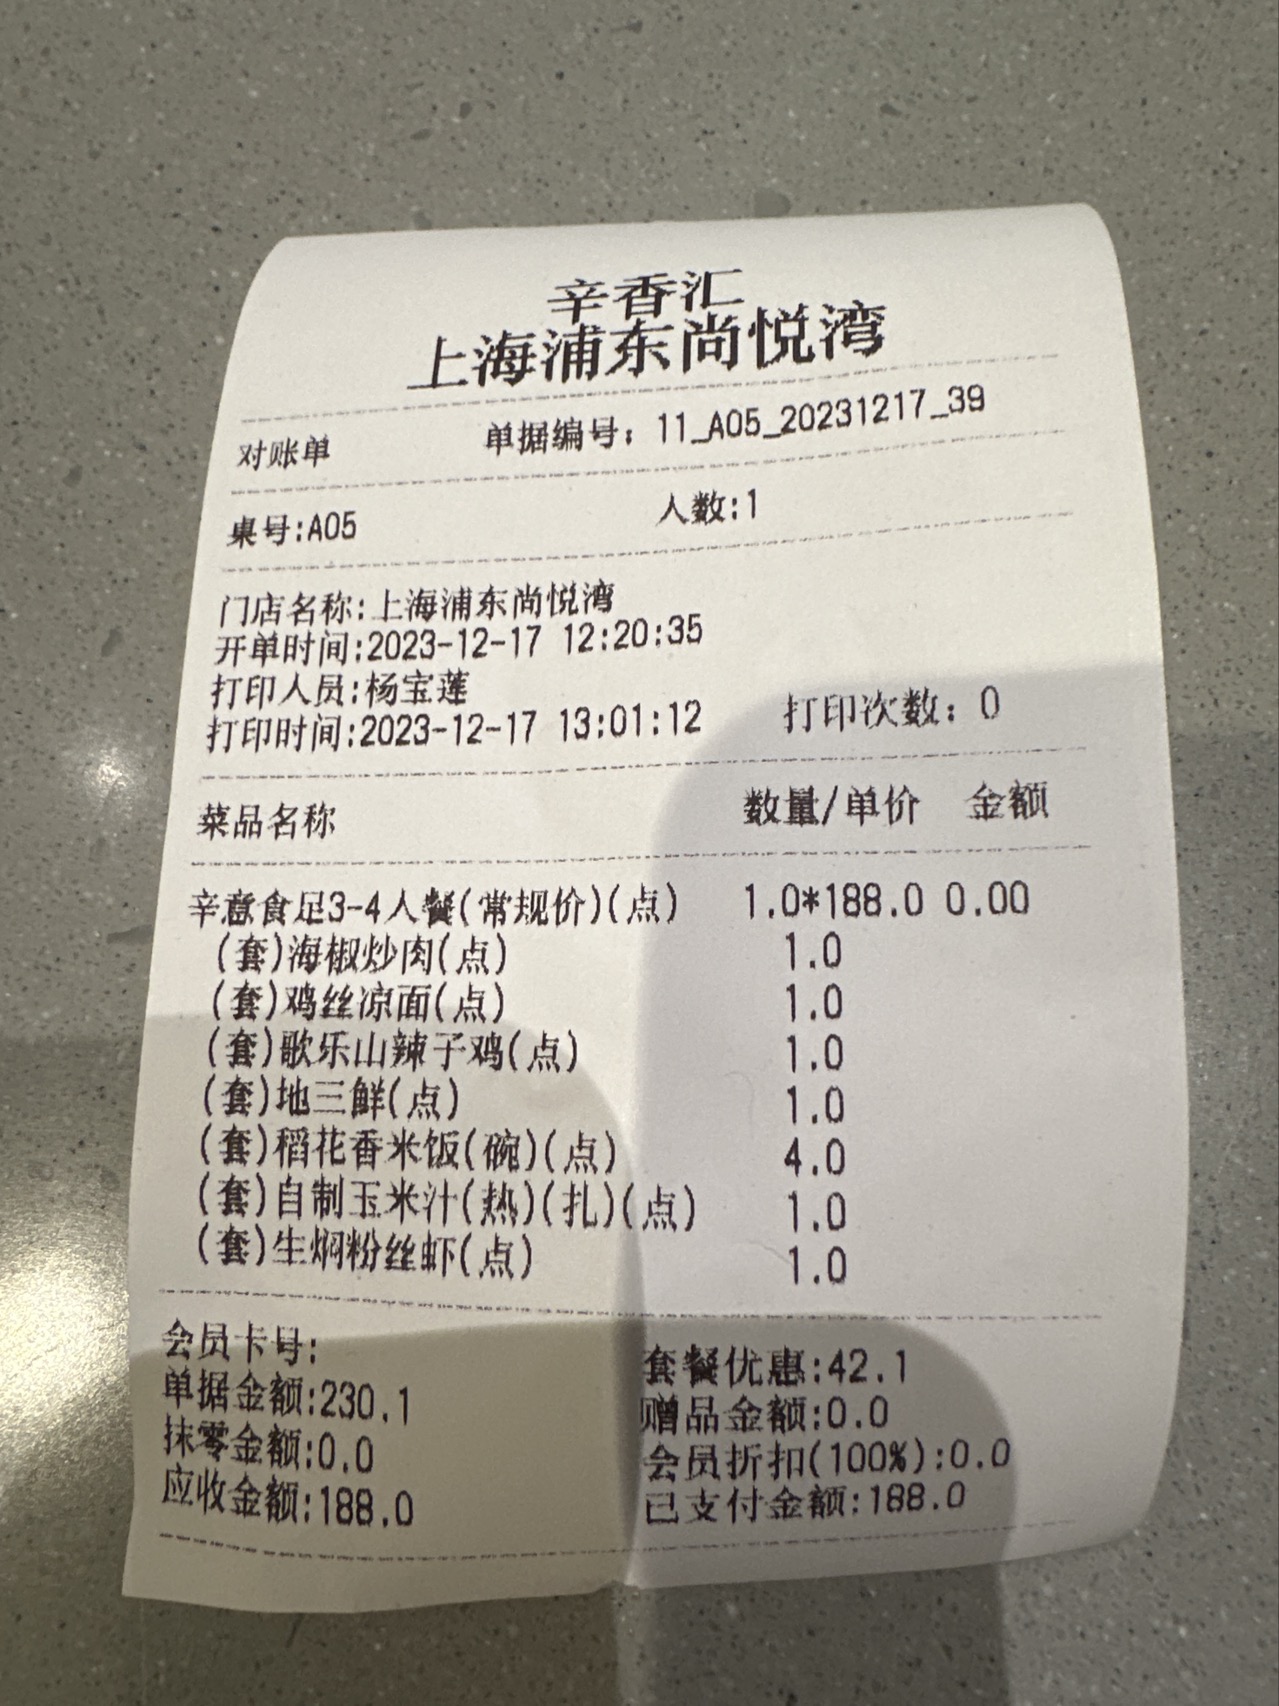 辛香汇
上海浦东尚悦湾
对账单 单据编号：11_A05_20231217_39
桌号:A05 人数:1
门店名称:上海浦东尚悦湾
开单时间:2023-12-17 12:20:35
打印人员:杨宝莲
打印时间:2023-12-17 13:01:12 打印次数：0
菜品名称 数量/单价 金额
辛意食足3-4人餐(常规价)(点) 1.0*188.0 0.00
(套)海椒炒肉(点) 1.0
(套)鸡丝凉面(点) 1.0
(套)歌乐山辣子鸡(点) 1.0
(套)地三鲜(点) 1.0
(套)稻花香米饭(碗)(点) 4.0
(套)自制玉米汁(热)(扎)(点) 1.0
(套)生焖粉丝虾(点) 1.0
会员卡号: 套餐优惠:42.1
单据金额:230.1 赠品金额:0.0
抹零金额:0.0 会员折扣(100%):0.0
应收金额:188.0 已支付金额:188.0